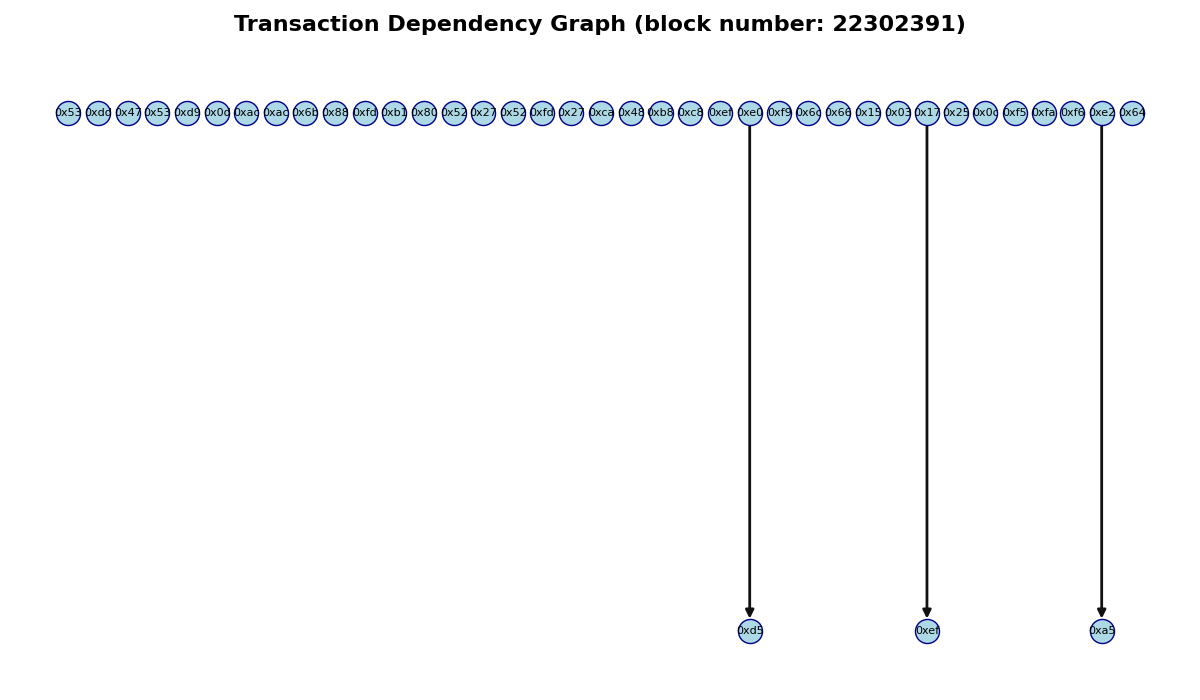 Transaction Dependency Graph (block number: 22302391)
0x53 0xdd 0x47 0x53 0xd9 0x0d 0xac 0xac 0x6b 0x88 0xfd 0xb1 0x80 0x52 0x27 0x52 0xfd 0x27 0xca 0x48 0xb8 0xc8 0xef 0xe0 0xf9 0x6c 0x66 0x15 0x03 0x17 0x25 0x0c 0xf5 0xfa 0xf6 0xe2 0x64
0xd5 0xef 0xa5